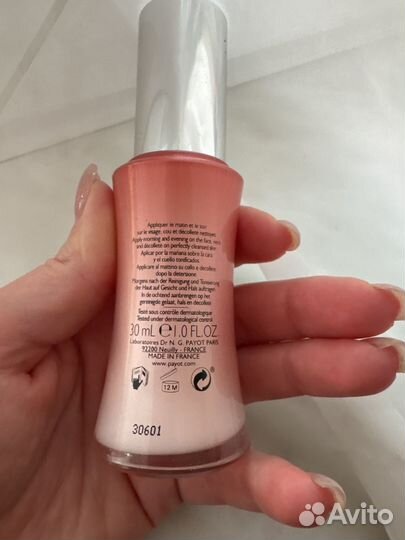 Appliquer le matin et le soir
sur le visage, cou et décolleté nettoyés.
Apply morning and evening on the face, neck
and décolleté on perfectly cleansed skin.
Aplicar por la mañana sobre la cara
y el cuello tonificados.
Applicare al mattino su collo e decolleté
dopo la detersione.
Morgens nach der Reinigung und Tonisierung
der Haut auf Gesicht und Hals auftragen.
In de ochtend aanbrengen op het
gereinigde gelaat, hals en decolleté
Testé sous contrôle dermatologique
Tested under dermatological control
30 mL ℮ 1.0 FL.OZ.
Laboratoires Dr N. G. PAYOT PARIS
92200 Neuilly - FRANCE
MADE IN FRANCE
www.payot.com
12 M
30601
Avito